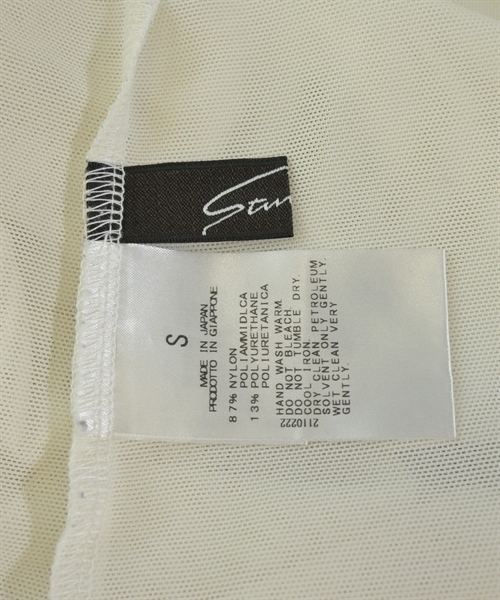 S
MADE IN JAPAN
PRODOTTO IN GIAPPONE
87% NYLON
POLIAMMIDLCA
13% POLYURETHANE
POLIURETANICA
HAND WASH WARM.
DO NOT BLEACH.
DO NOT TUMBLE DRY.
COOL IRON.
DRY CLEAN PETROLEUM
SOLVENT ONLY GENTLY.
WET CLEAN VERY
GENTLY.
2110222